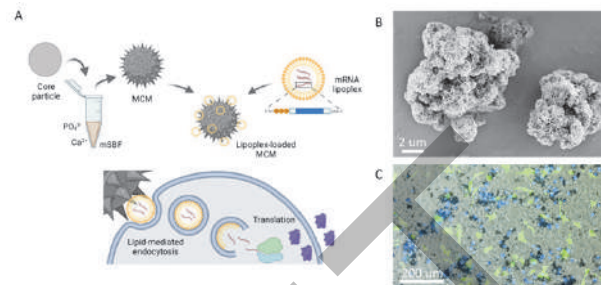 A
Core
particle
MCM
mRNA
lipoplex
PO₄³⁻
Ca²⁺
mSBF
Lipoplex-loaded
MCM
Translation
Lipid mediated
endocytosis
B
2 um
C
200 um